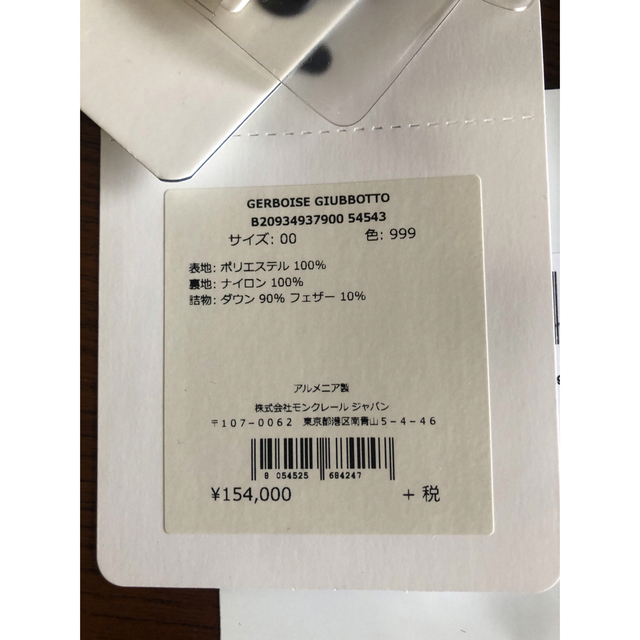 GERBOISE GIUBBOTTO
B20934937900 54543
サイズ: 00 色: 999
表地: ポリエステル 100%
裏地: ナイロン 100%
詰物: ダウン 90% フェザー 10%
アルメニア製
株式会社モンクレール ジャパン
〒107-0062 東京都港区南青山5-4-46
8 054525 684247
¥154,000 + 税